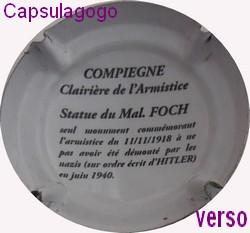 Capsulagogo
COMPIEGNE
Clairière de l'Armistice
Statue du Mal. FOCH
seul monument commémorant
l'armistice du 11/11/1918 à ne
pas avoir été démonté par les
nazis (sur ordre écrit d'HITLER)
en juin 1940.
verso